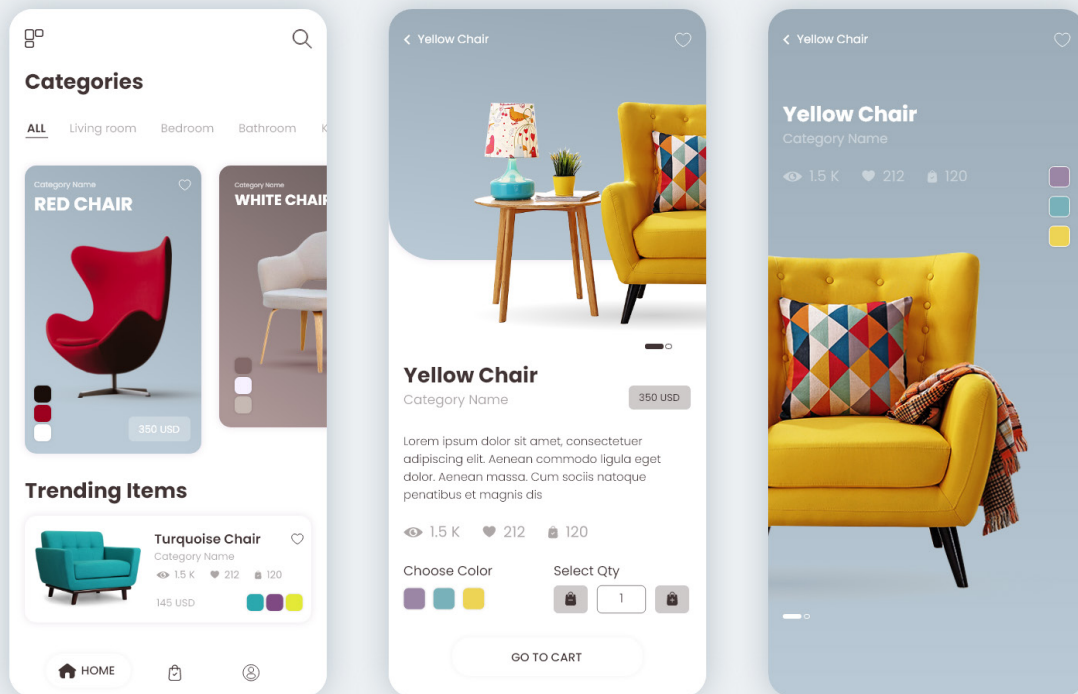 Categories
ALL Living room Bedroom Bathroom K
Category Name
RED CHAIR
350 USD
Category Name
WHITE CHAIR
Trending Items
Turquoise Chair
Category Name
1.5 K 212 120
145 USD
HOME
Yellow Chair
Yellow Chair
Category Name
350 USD
Lorem ipsum dolor sit amet, consectetuer
adipiscing elit. Aenean commodo ligula eget
dolor. Aenean massa. Cum sociis natoque
penatibus et magnis dis
1.5 K 212 120
Choose Color
Select Qty
1
GO TO CART
Yellow Chair
Yellow Chair
Category Name
1.5 K 212 120